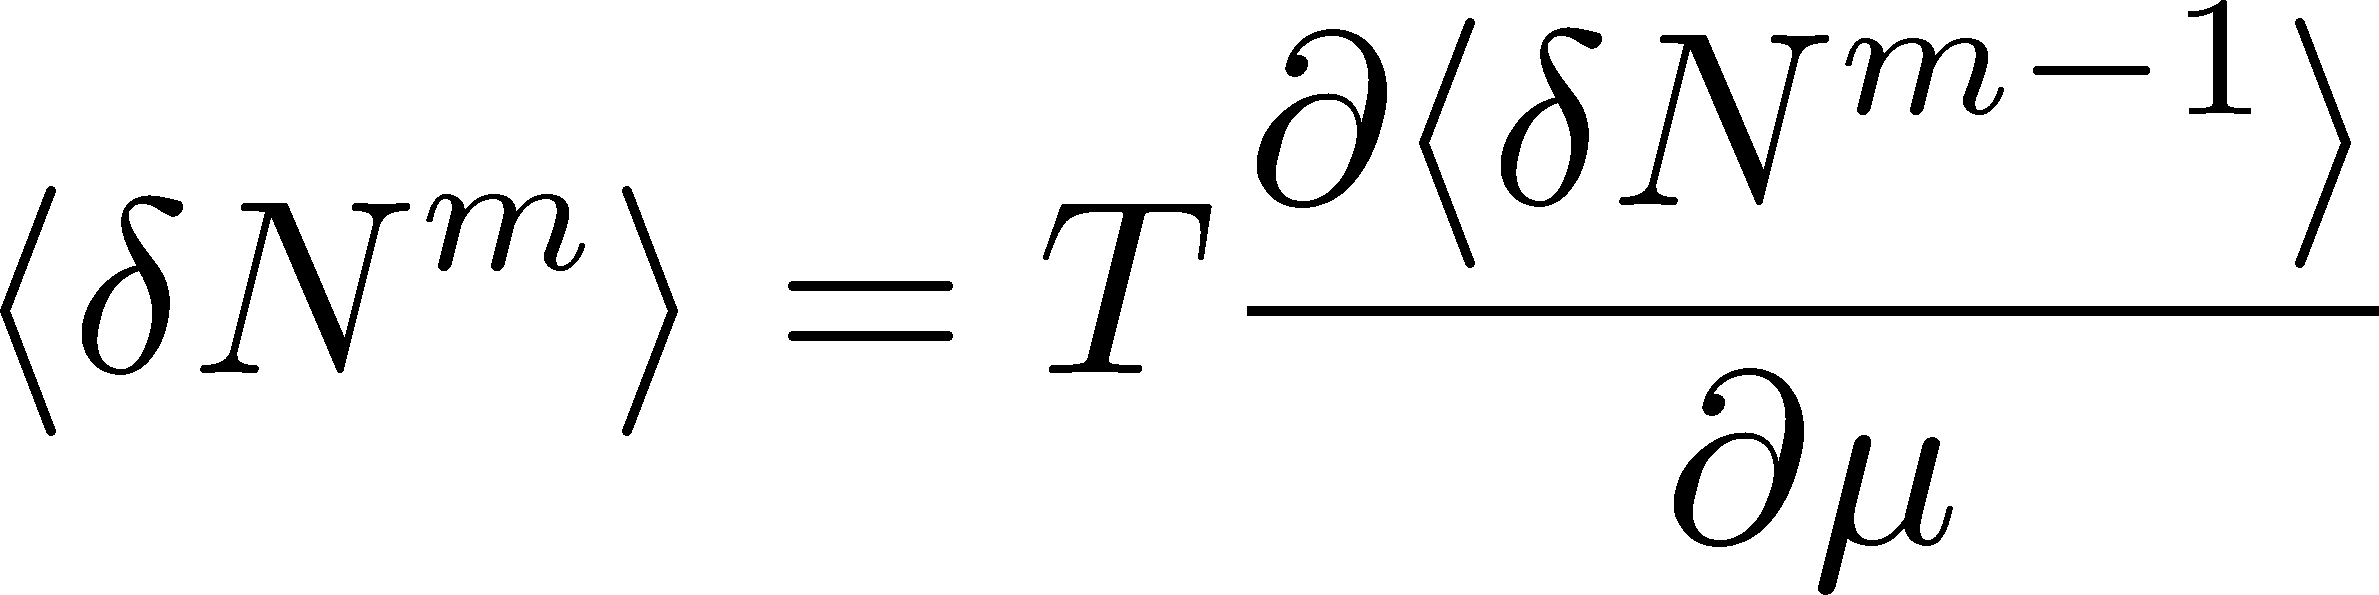 ⟨δN^m⟩ = T ∂⟨δN^{m−1}⟩ / ∂μ